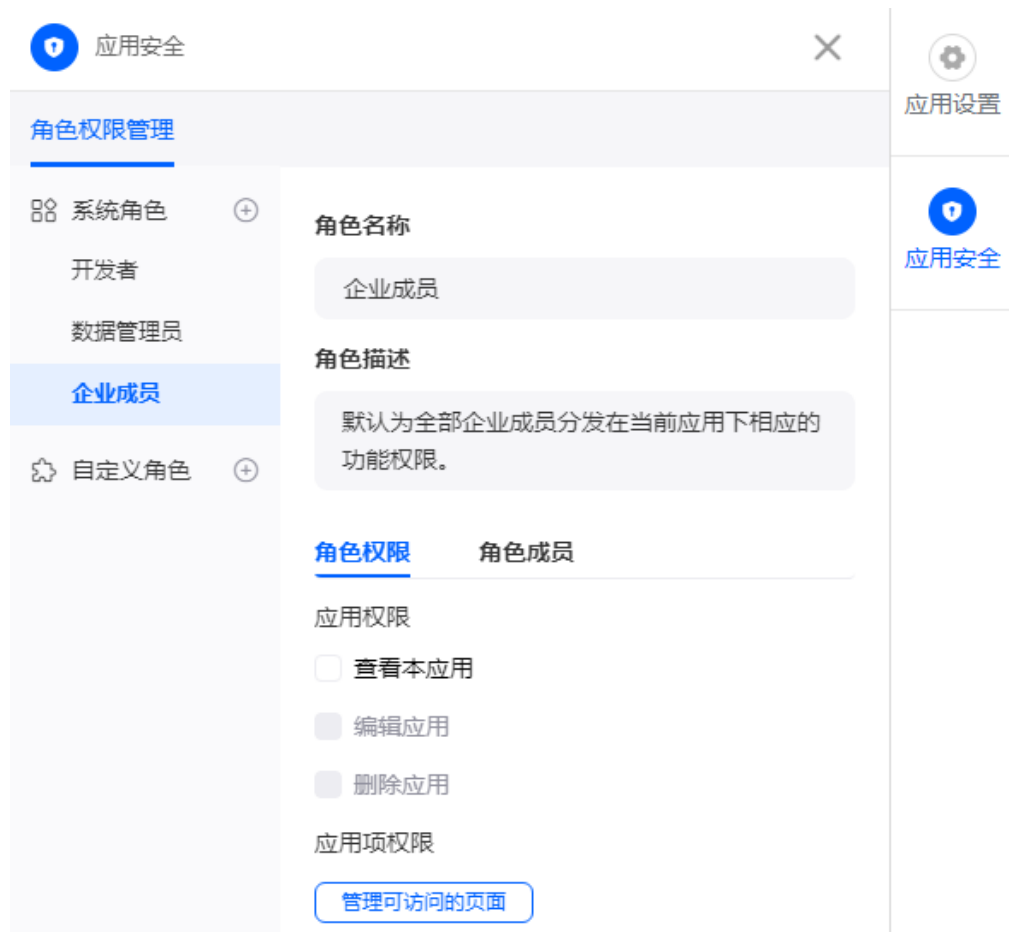 应用安全
角色权限管理
系统角色
开发者
数据管理员
企业成员
自定义角色
角色名称
企业成员
角色描述
默认为全部企业成员分发在当前应用下相应的
功能权限。
角色权限 角色成员
应用权限
查看本应用
编辑应用
删除应用
应用项权限
管理可访问的页面
应用设置
应用安全